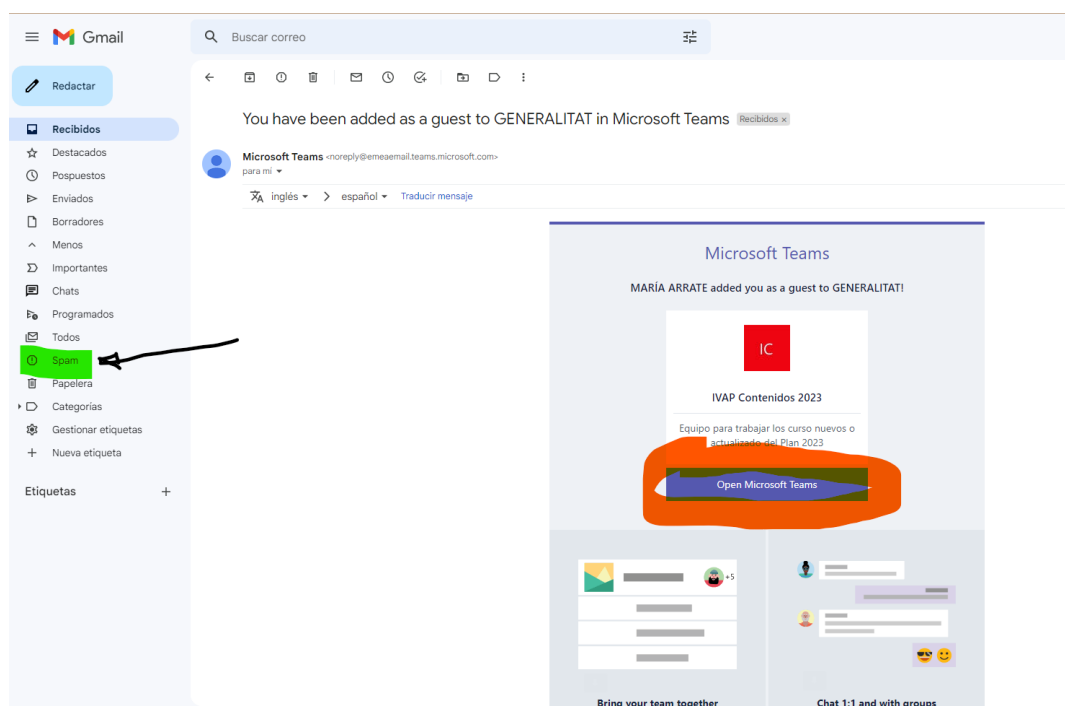 Gmail
Buscar correo
Redactar
Recibidos
Destacados
Pospuestos
Enviados
Borradores
Menos
Importantes
Chats
Programados
Todos
Spam
Papelera
Categorías
Gestionar etiquetas
Nueva etiqueta
Etiquetas
You have been added as a guest to GENERALITAT in Microsoft Teams Recibidos x
Microsoft Teams <noreply@emeaemail.teams.microsoft.com>
para mí
inglés español Traducir mensaje
Microsoft Teams
MARÍA ARRATE added you as a guest to GENERALITAT!
IC
IVAP Contenidos 2023
Equipo para trabajar los curso nuevos o
actualizado del Plan 2023
Open Microsoft Teams
+5
Bring your team together
Chat 1:1 and with groups